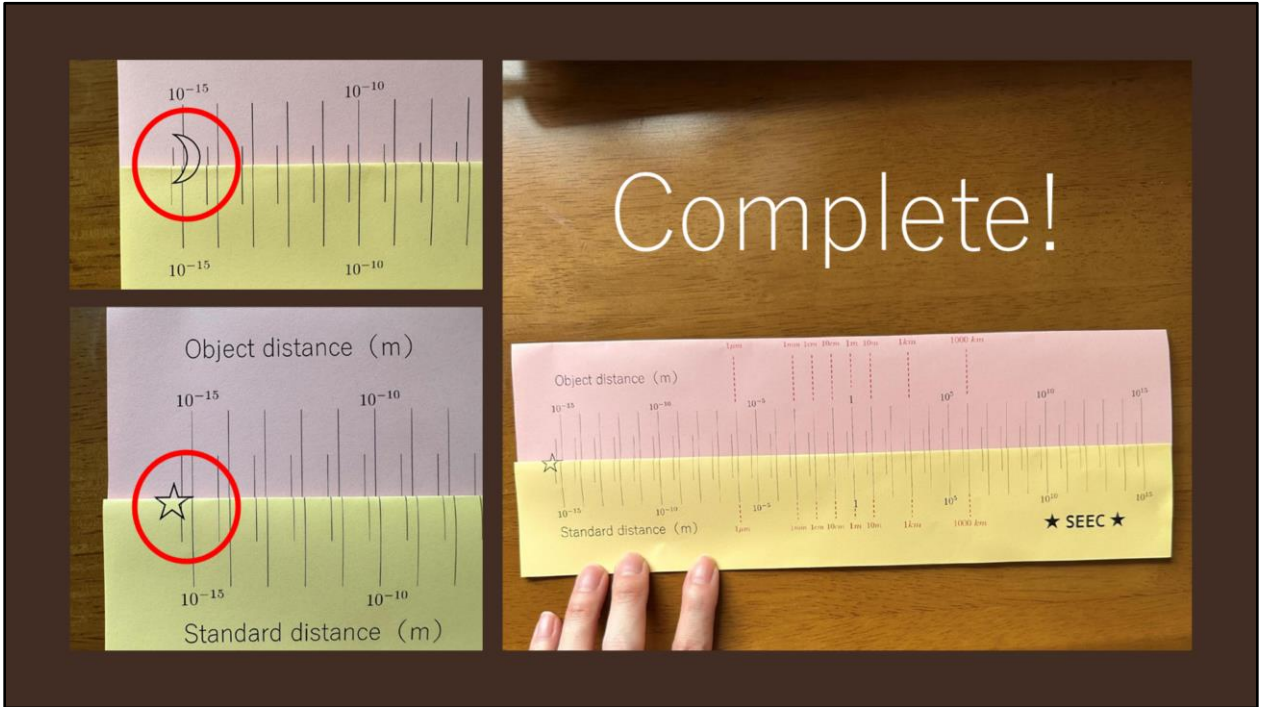 10⁻¹⁵ 10⁻¹⁰
10⁻¹⁵ 10⁻¹⁰
Object distance (m)
10⁻¹⁵ 10⁻¹⁰
10⁻¹⁵ 10⁻¹⁰
Standard distance (m)
Complete!
1μm 1mm 1cm 10cm 1m 10m 1km 1000 km
Object distance (m)
10⁻¹⁵ 10⁻¹⁰ 10⁻⁵ 1 10⁵ 10¹⁰ 10¹⁵
10⁻¹⁵ 10⁻¹⁰ 10⁻⁵ 1 10⁵ 10¹⁰ 10¹⁵
Standard distance (m) 1μm 1mm 1cm 10cm 1m 10m 1km 1000 km ★ SEEC ★